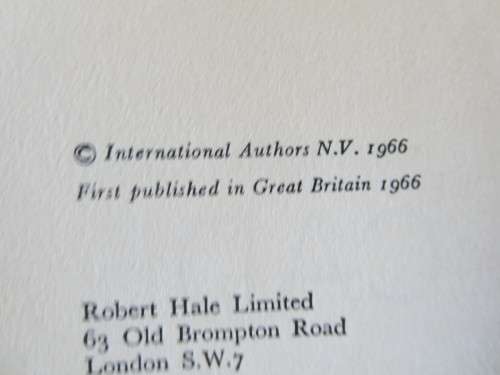 © International Authors N.V. 1966
First published in Great Britain 1966
Robert Hale Limited
63 Old Brompton Road
London S.W.7